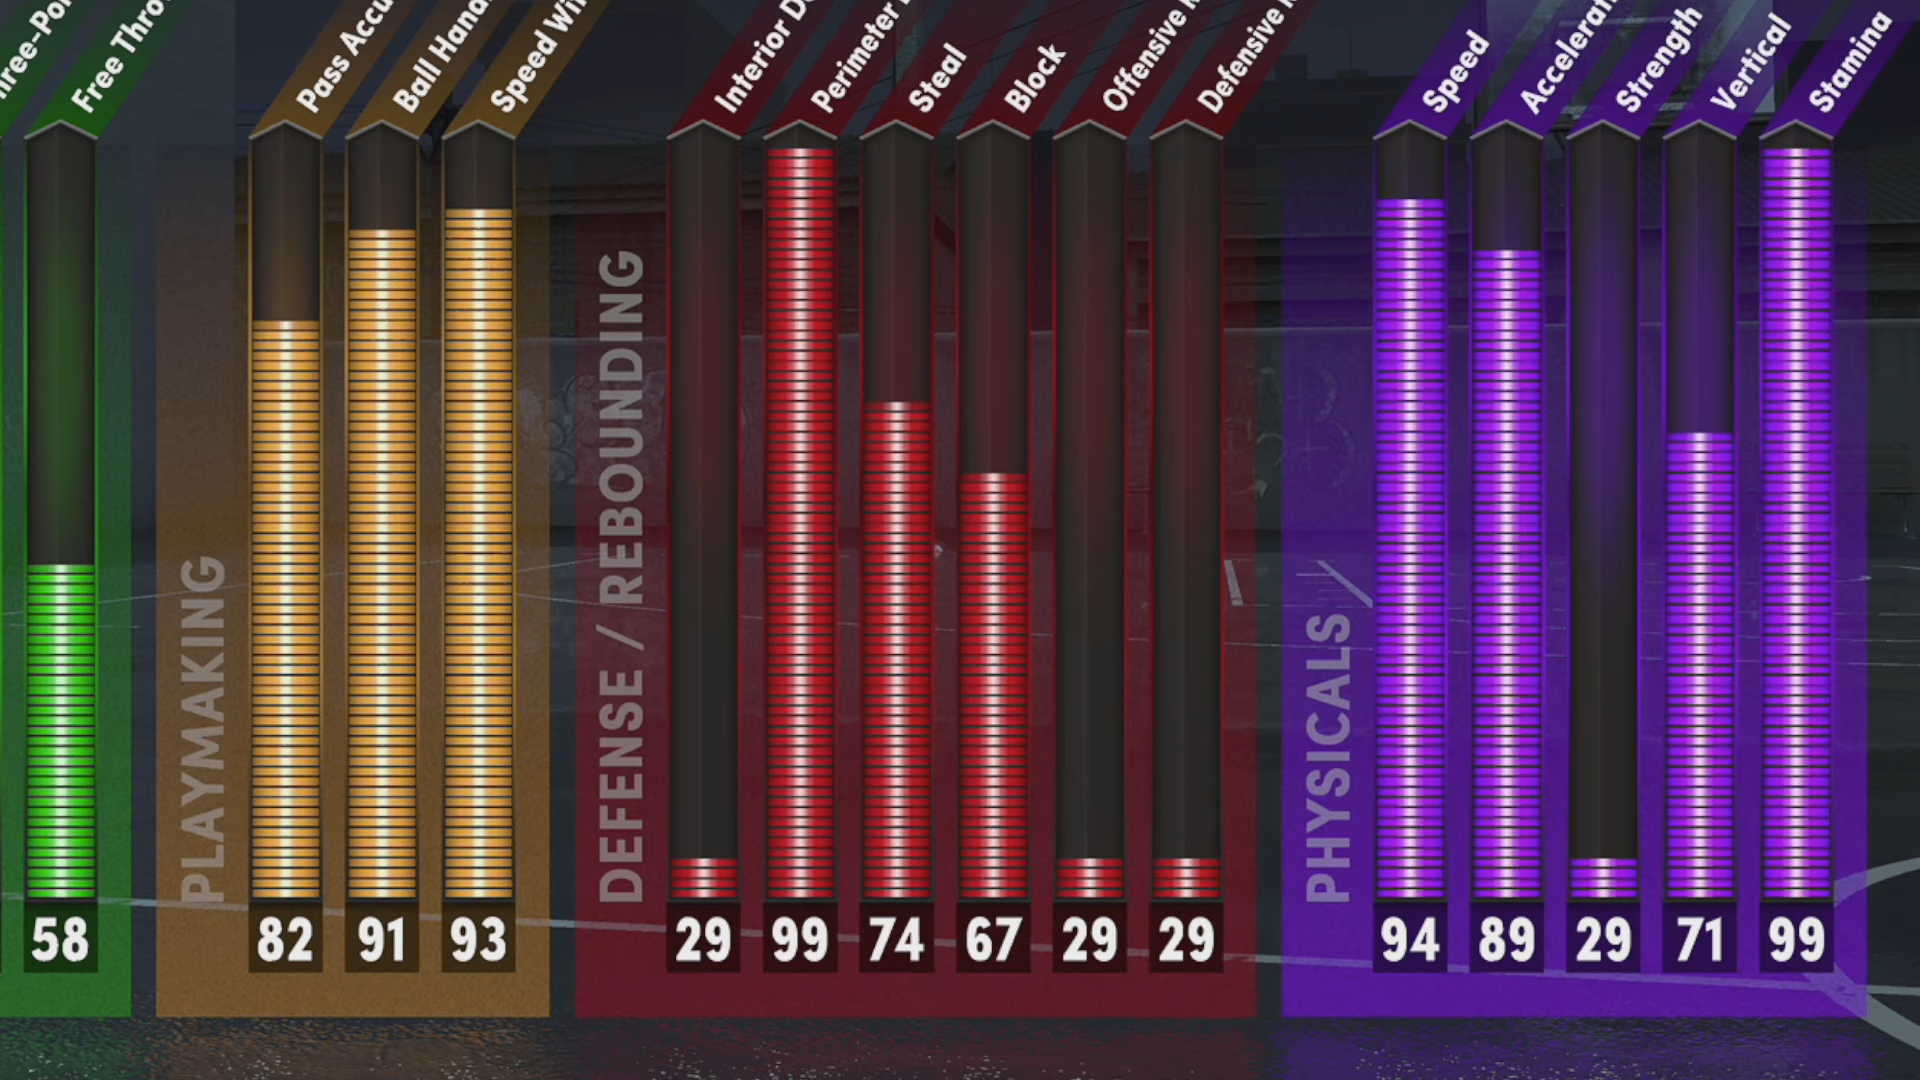 Free Thro
Pass Accu
Ball Hand
Speed Wi
Interior D
Perimeter
Steal
Block
Offensive
Defensive
Speed
Accelerat
Strength
Vertical
Stamina
PLAYMAKING
DEFENSE / REBOUNDING
PHYSICALS
58
82 91 93
29 99 74 67 29 29
94 89 29 71 99